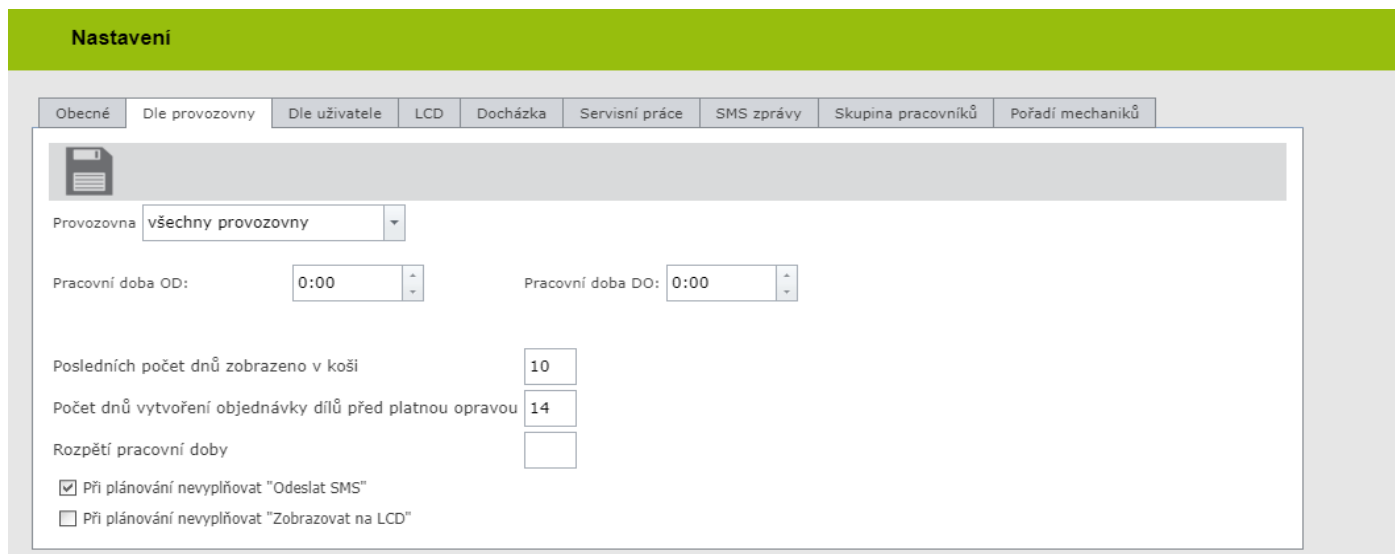 Nastavení
Obecné Dle provozovny Dle uživatele LCD Docházka Servisní práce SMS zprávy Skupina pracovníků Pořadí mechaniků
Provozovna všechny provozovny
Pracovní doba OD: 0:00 Pracovní doba DO: 0:00
Posledních počet dnů zobrazeno v koši 10
Počet dnů vytvoření objednávky dílů před platnou opravou 14
Rozpětí pracovní doby
Při plánování nevyplňovat "Odeslat SMS"
Při plánování nevyplňovat "Zobrazovat na LCD"